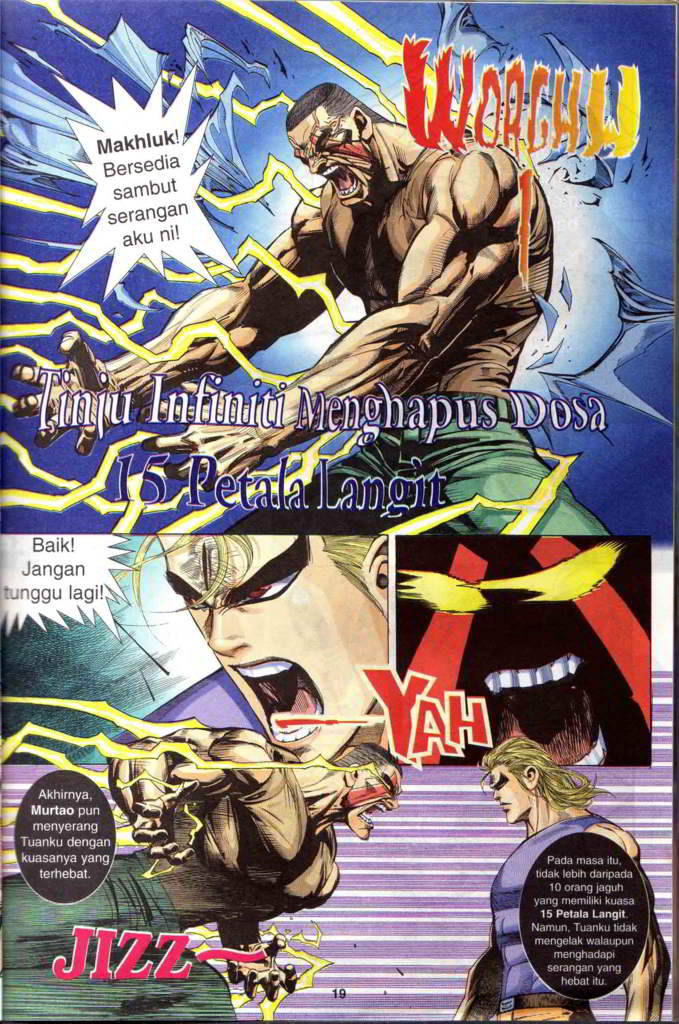 Makhluk!
Bersedia
sambut
serangan
aku ni!
WORGHW
Tinju Infiniti Menghapus Dosa
15 Petala Langit
Baik!
Jangan
tunggu lagi!
YAH
Akhirnya,
Murtao pun
menyerang
Tuanku dengan
kuasanya yang
terhebat.
Pada masa itu,
tidak lebih daripada
10 orang jaguh
yang memiliki kuasa
15 Petala Langit.
Namun, Tuanku tidak
mengelak walaupun
menghadapi
serangan yang
hebat itu.
JIZZ~
19